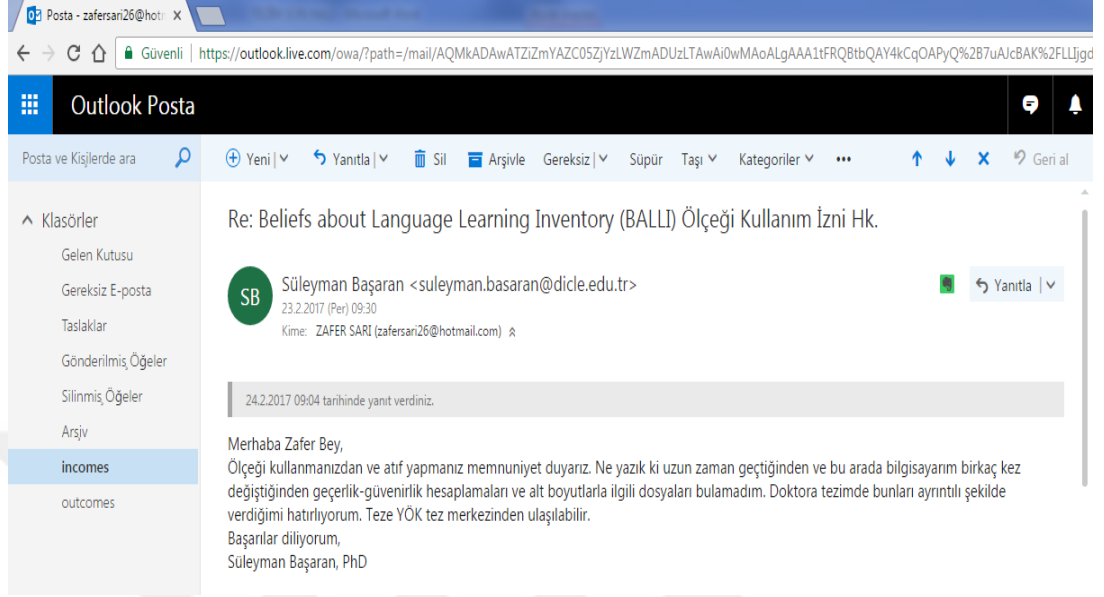 Posta - zafersari26@hotr
Güvenli | https://outlook.live.com/owa/?path=/mail/AQMkADAwATZiZmYAZC05ZjYzLWZmADUzLTAwAi0wMAoALgAAA1tFRQBtbQAY4kCqOAPyQ%2B7uAJcBAK%2FLLIjgd
Outlook Posta
Posta ve Kişilerde ara
Yeni | Yanıtla | Sil Arşivle Gereksiz | Süpür Taşı Kategoriler ••• Geri al
Klasörler
Gelen Kutusu
Gereksiz E-posta
Taslaklar
Gönderilmiş Öğeler
Silinmiş Öğeler
Arşiv
incomes
outcomes
Re: Beliefs about Language Learning Inventory (BALLI) Ölçeği Kullanım İzni Hk.
SB
Süleyman Başaran <suleyman.basaran@dicle.edu.tr>
23.2.2017 (Per) 09:30
Kime: ZAFER SARI (zafersari26@hotmail.com)
Yanıtla |
24.2.2017 09:04 tarihinde yanıt verdiniz.
Merhaba Zafer Bey,
Ölçeği kullanmanızdan ve atıf yapmanız memnuniyet duyarız. Ne yazık ki uzun zaman geçtiğinden ve bu arada bilgisayarım birkaç kez
değiştiğinden geçerlik-güvenirlik hesaplamaları ve alt boyutlarla ilgili dosyaları bulamadım. Doktora tezimde bunları ayrıntılı şekilde
verdiğimi hatırlıyorum. Teze YÖK tez merkezinden ulaşılabilir.
Başarılar diliyorum,
Süleyman Başaran, PhD